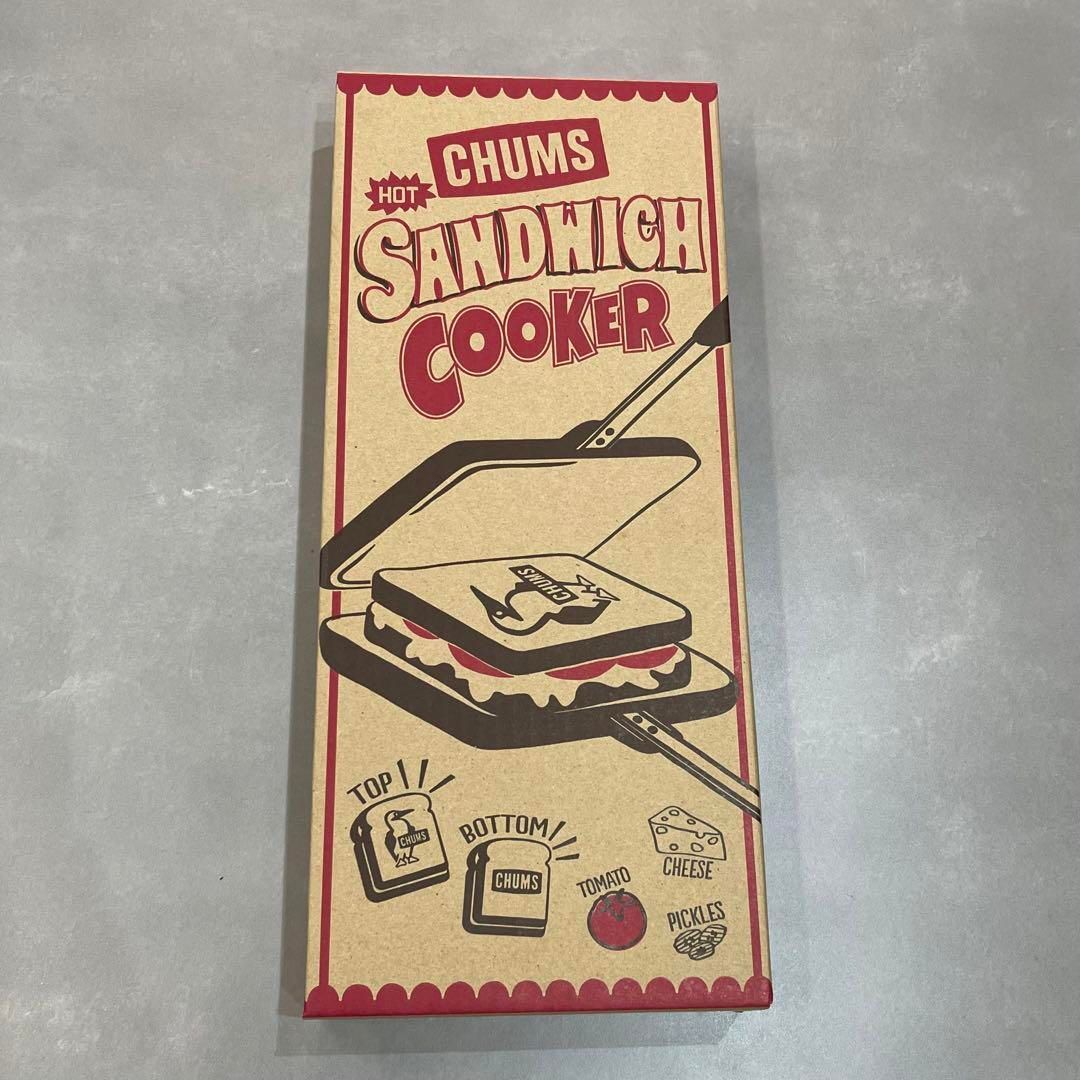 CHUMS
HOT
SANDWICH
COOKER
CHUMS
TOP
CHUMS
BOTTOM
CHUMS
TOMATO
CHEESE
PICKLES